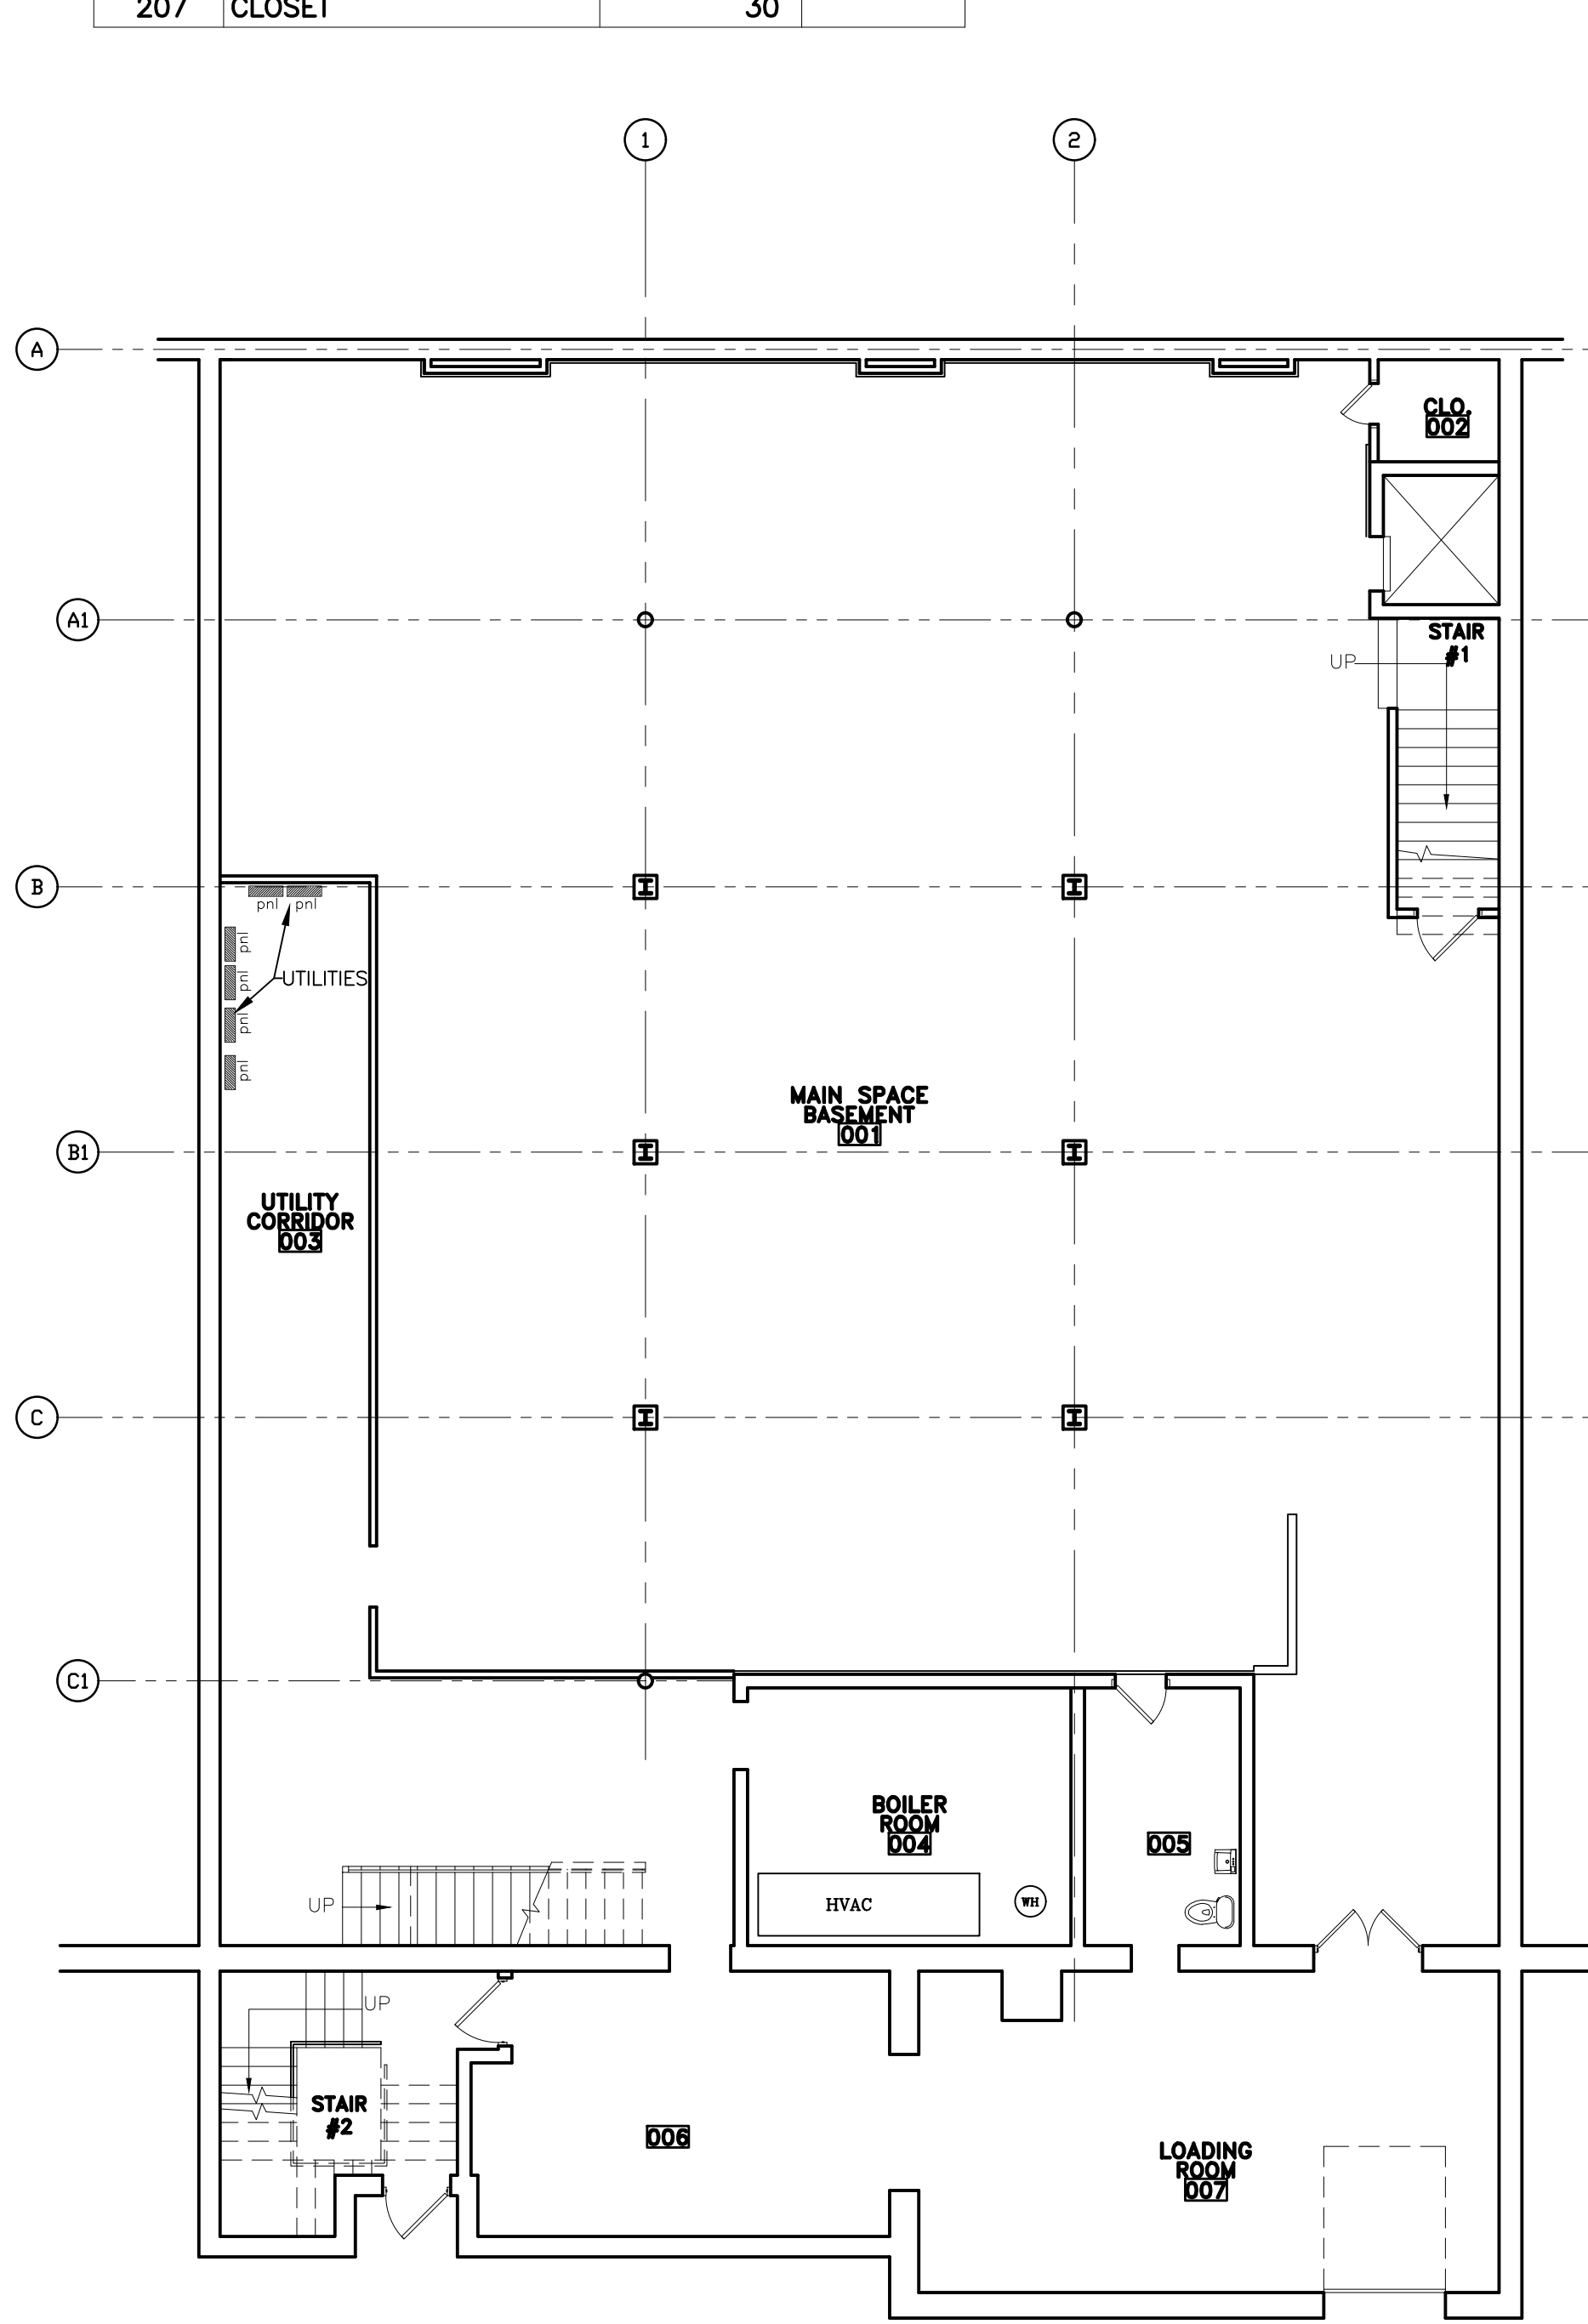 207 CLOSET 30
1 2
A
CLO.
002
A1
STAIR
#1
UP
B
pnl pnl
pnl
pnl
UTILITIES
pnl
pnl
MAIN SPACE
BASEMENT
001
B1
UTILITY
CORRIDOR
003
C
C1
BOILER
ROOM
004
005
HVAC
WH
UP
UP
STAIR
#2
006
LOADING
ROOM
007